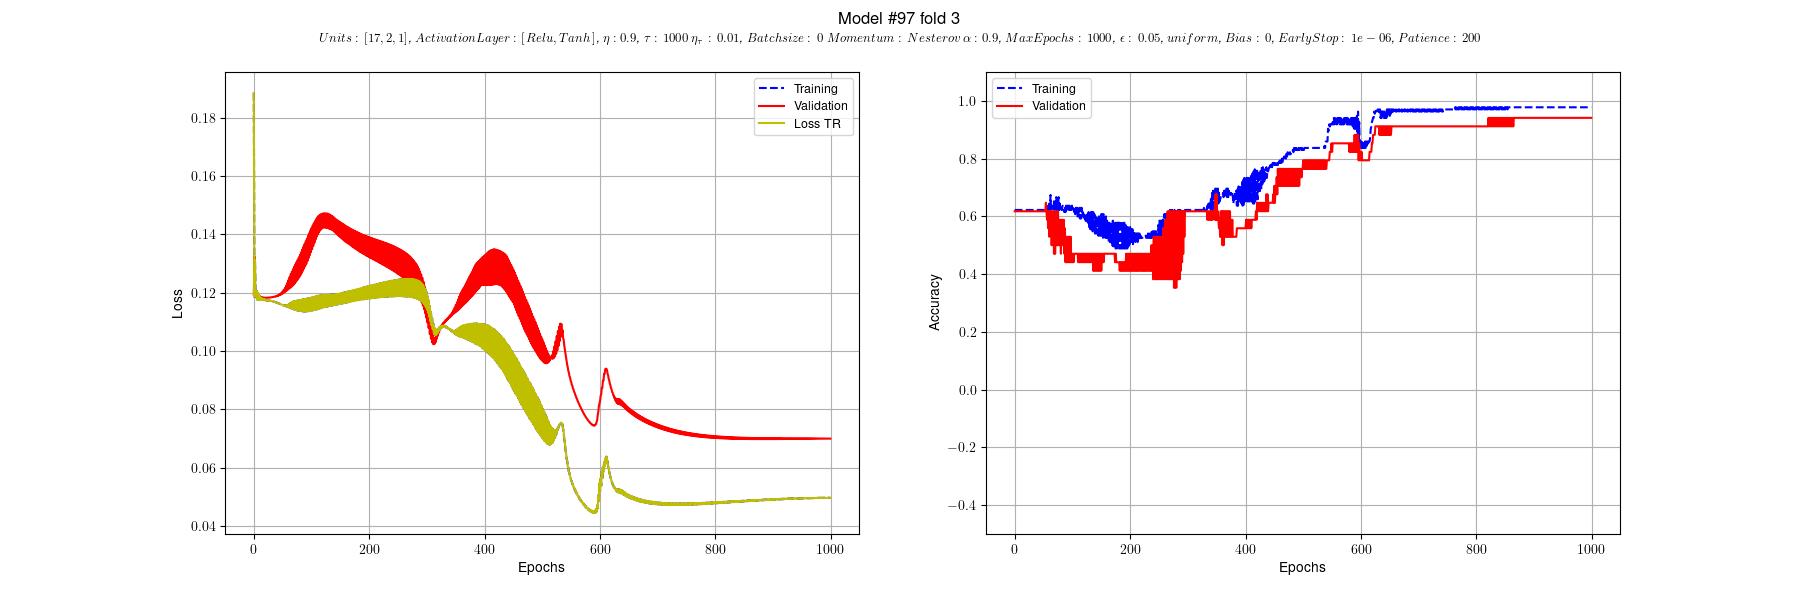 Model #97 fold 3
Units : [17, 2, 1], ActivationLayer : [Relu, Tanh], η : 0.9, τ : 1000 ητ : 0.01, Batchsize : 0 Momentum : Nesterov α : 0.9, MaxEpochs : 1000, ϵ : 0.05, uniform, Bias : 0, EarlyStop : 1e − 06, Patience : 200
Training
Validation
Loss TR
0.18
0.16
0.14
0.12
0.10
0.08
0.06
0.04
Loss
0 200 400 600 800 1000
Epochs
Training
Validation
1.0
0.8
0.6
0.4
0.2
0.0
−0.2
−0.4
Accuracy
0 200 400 600 800 1000
Epochs